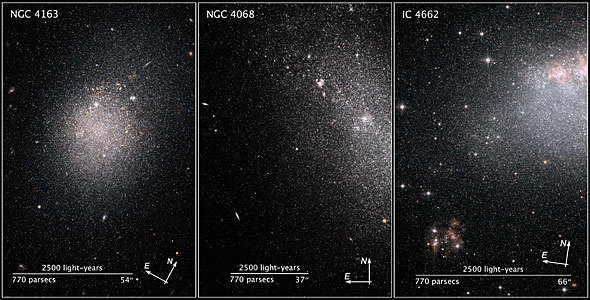 NGC 4163
2500 light-years
770 parsecs 54"
E N
NGC 4068
2500 light-years
770 parsecs 37"
E N
IC 4662
2500 light-years
770 parsecs 66"
E N